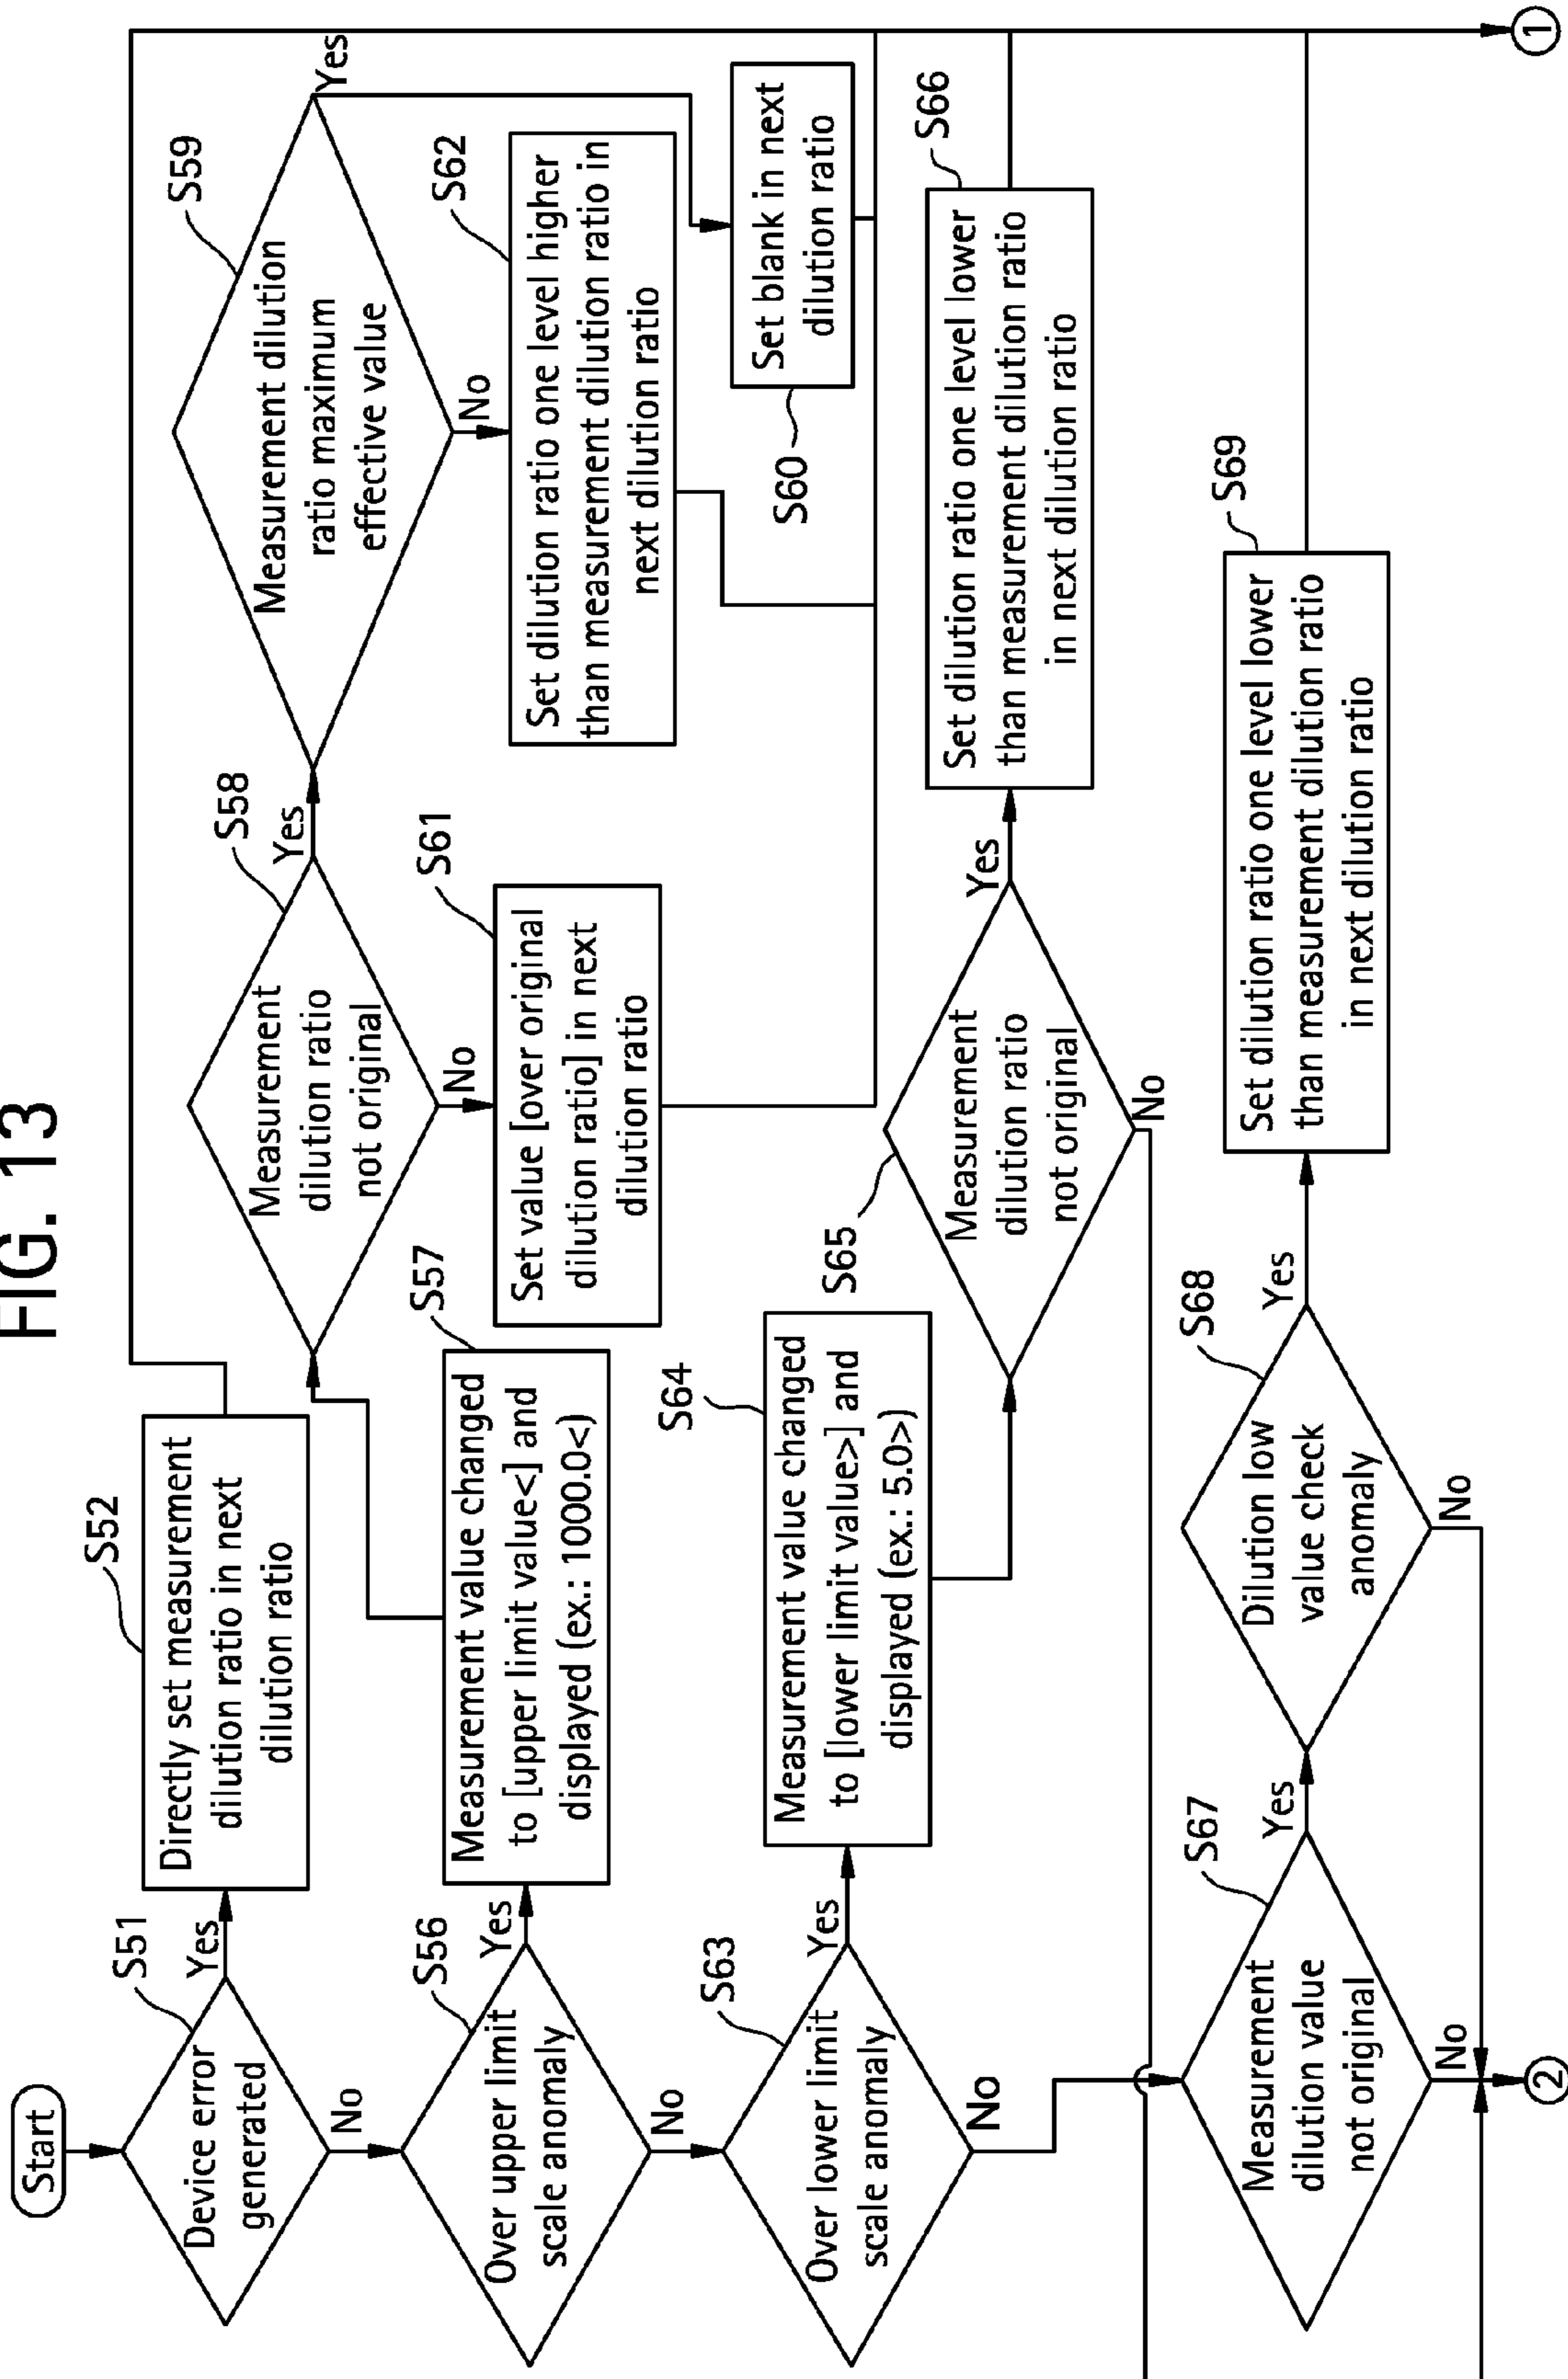 FIG. 13
Start
S51
Device error
generated
Yes
No
S52
Directly set measurement
dilution ratio in next
dilution ratio
S56
Over upper limit
scale anomaly
Yes
No
S57
Measurement value changed
to [upper limit value<] and
displayed (ex.: 1000.0<)
S58
Measurement
dilution ratio
not original
Yes
No
S59
Measurement dilution
ratio maximum
effective value
Yes
No
S61
Set value [over original
dilution ratio] in next
dilution ratio
S62
Set dilution ratio one level higher
than measurement dilution ratio in
next dilution ratio
S60
Set blank in next
dilution ratio
S63
Over lower limit
scale anomaly
Yes
No
S64
Measurement value changed
to [lower limit value>] and
displayed (ex.: 5.0>)
S65
Measurement
dilution ratio
not original
Yes
No
S66
Set dilution ratio one level lower
than measurement dilution ratio
in next dilution ratio
S67
Measurement
dilution value
not original
Yes
No
S68
Dilution low
value check
anomaly
Yes
No
S69
Set dilution ratio one level lower
than measurement dilution ratio
in next dilution ratio
2
1